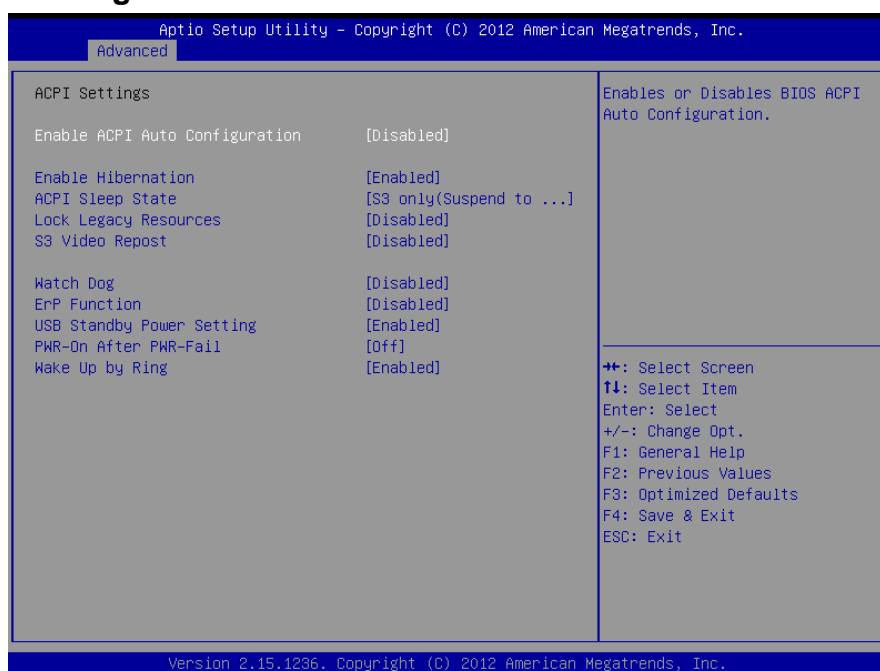 Aptio Setup Utility – Copyright (C) 2012 American Megatrends, Inc.
Advanced
ACPI Settings
Enable ACPI Auto Configuration [Disabled]
Enable Hibernation [Enabled]
ACPI Sleep State [S3 only(Suspend to ...]
Lock Legacy Resources [Disabled]
S3 Video Repost [Disabled]
Watch Dog [Disabled]
ErP Function [Disabled]
USB Standby Power Setting [Enabled]
PWR-On After PWR-Fail [Off]
Wake Up by Ring [Enabled]
Enables or Disables BIOS ACPI
Auto Configuration.
→←: Select Screen
↑↓: Select Item
Enter: Select
+/-: Change Opt.
F1: General Help
F2: Previous Values
F3: Optimized Defaults
F4: Save & Exit
ESC: Exit
Version 2.15.1236. Copyright (C) 2012 American Megatrends, Inc.